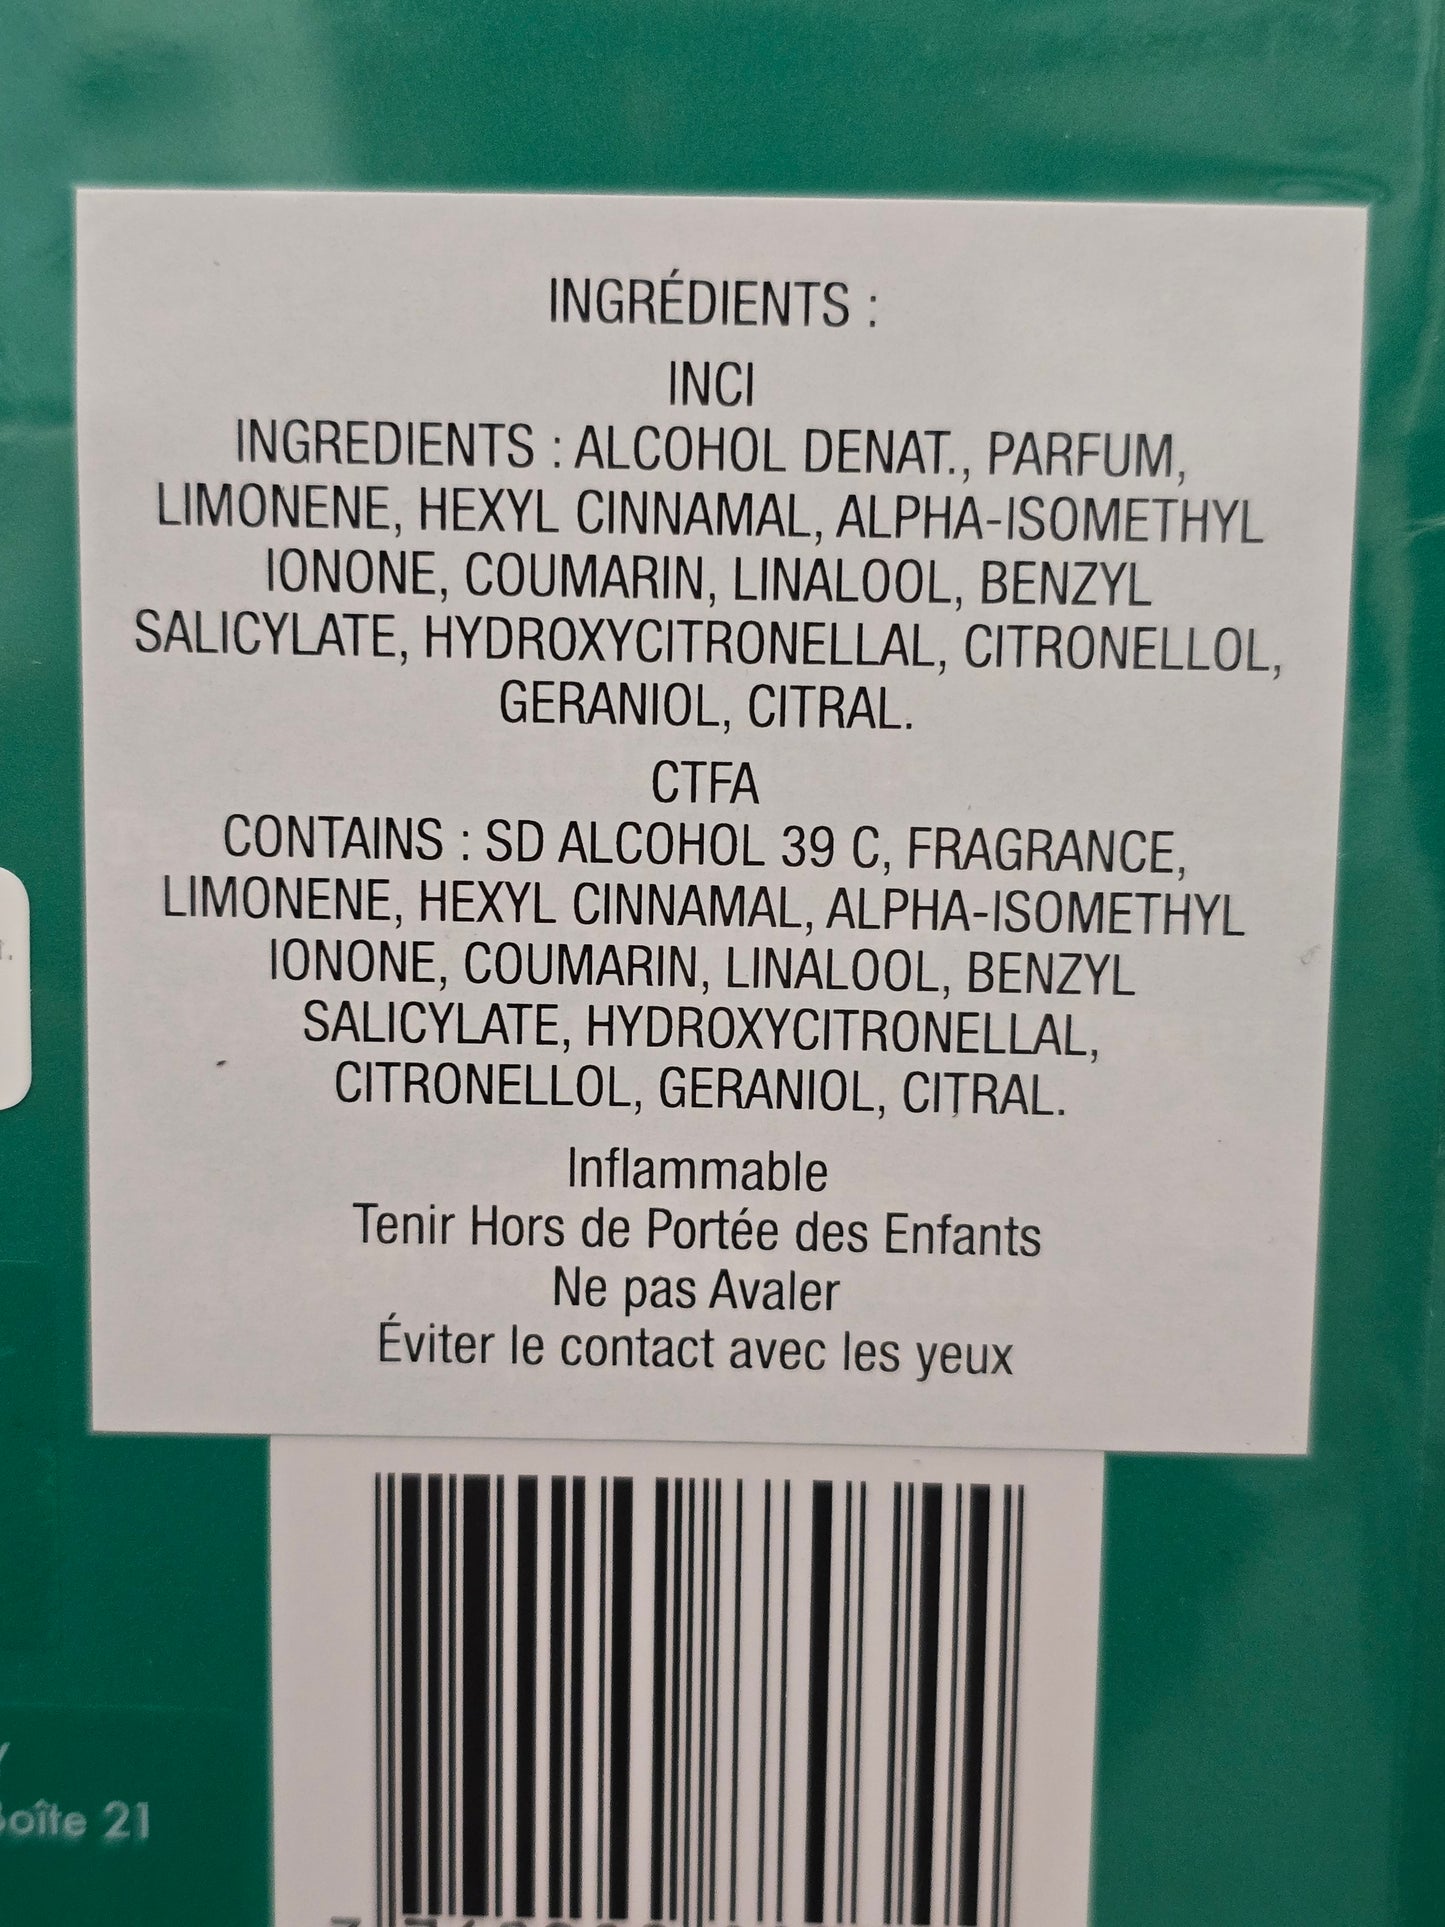 INGRÉDIENTS :
INCI
INGREDIENTS : ALCOHOL DENAT., PARFUM,
LIMONENE, HEXYL CINNAMAL, ALPHA-ISOMETHYL
IONONE, COUMARIN, LINALOOL, BENZYL
SALICYLATE, HYDROXYCITRONELLAL, CITRONELLOL,
GERANIOL, CITRAL.
CTFA
CONTAINS : SD ALCOHOL 39 C, FRAGRANCE,
LIMONENE, HEXYL CINNAMAL, ALPHA-ISOMETHYL
IONONE, COUMARIN, LINALOOL, BENZYL
SALICYLATE, HYDROXYCITRONELLAL,
CITRONELLOL, GERANIOL, CITRAL.
Inflammable
Tenir Hors de Portée des Enfants
Ne pas Avaler
Éviter le contact avec les yeux
Boîte 21